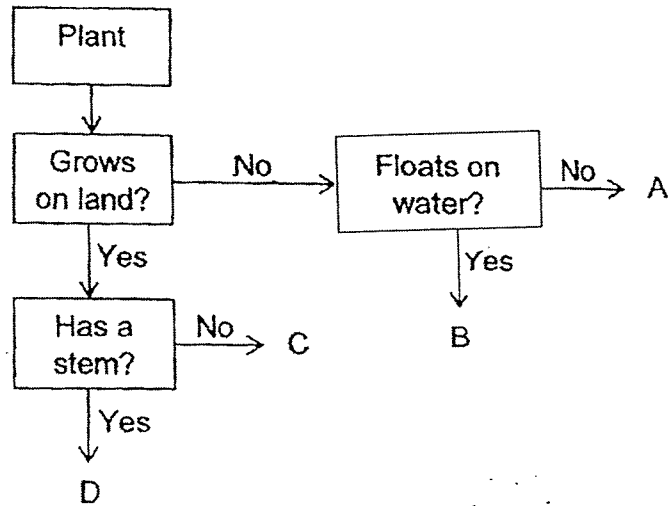 Plant
Grows
on land?
No
Floats on
water?
No
A
Yes
Yes
B
Has a
stem?
No
C
Yes
D